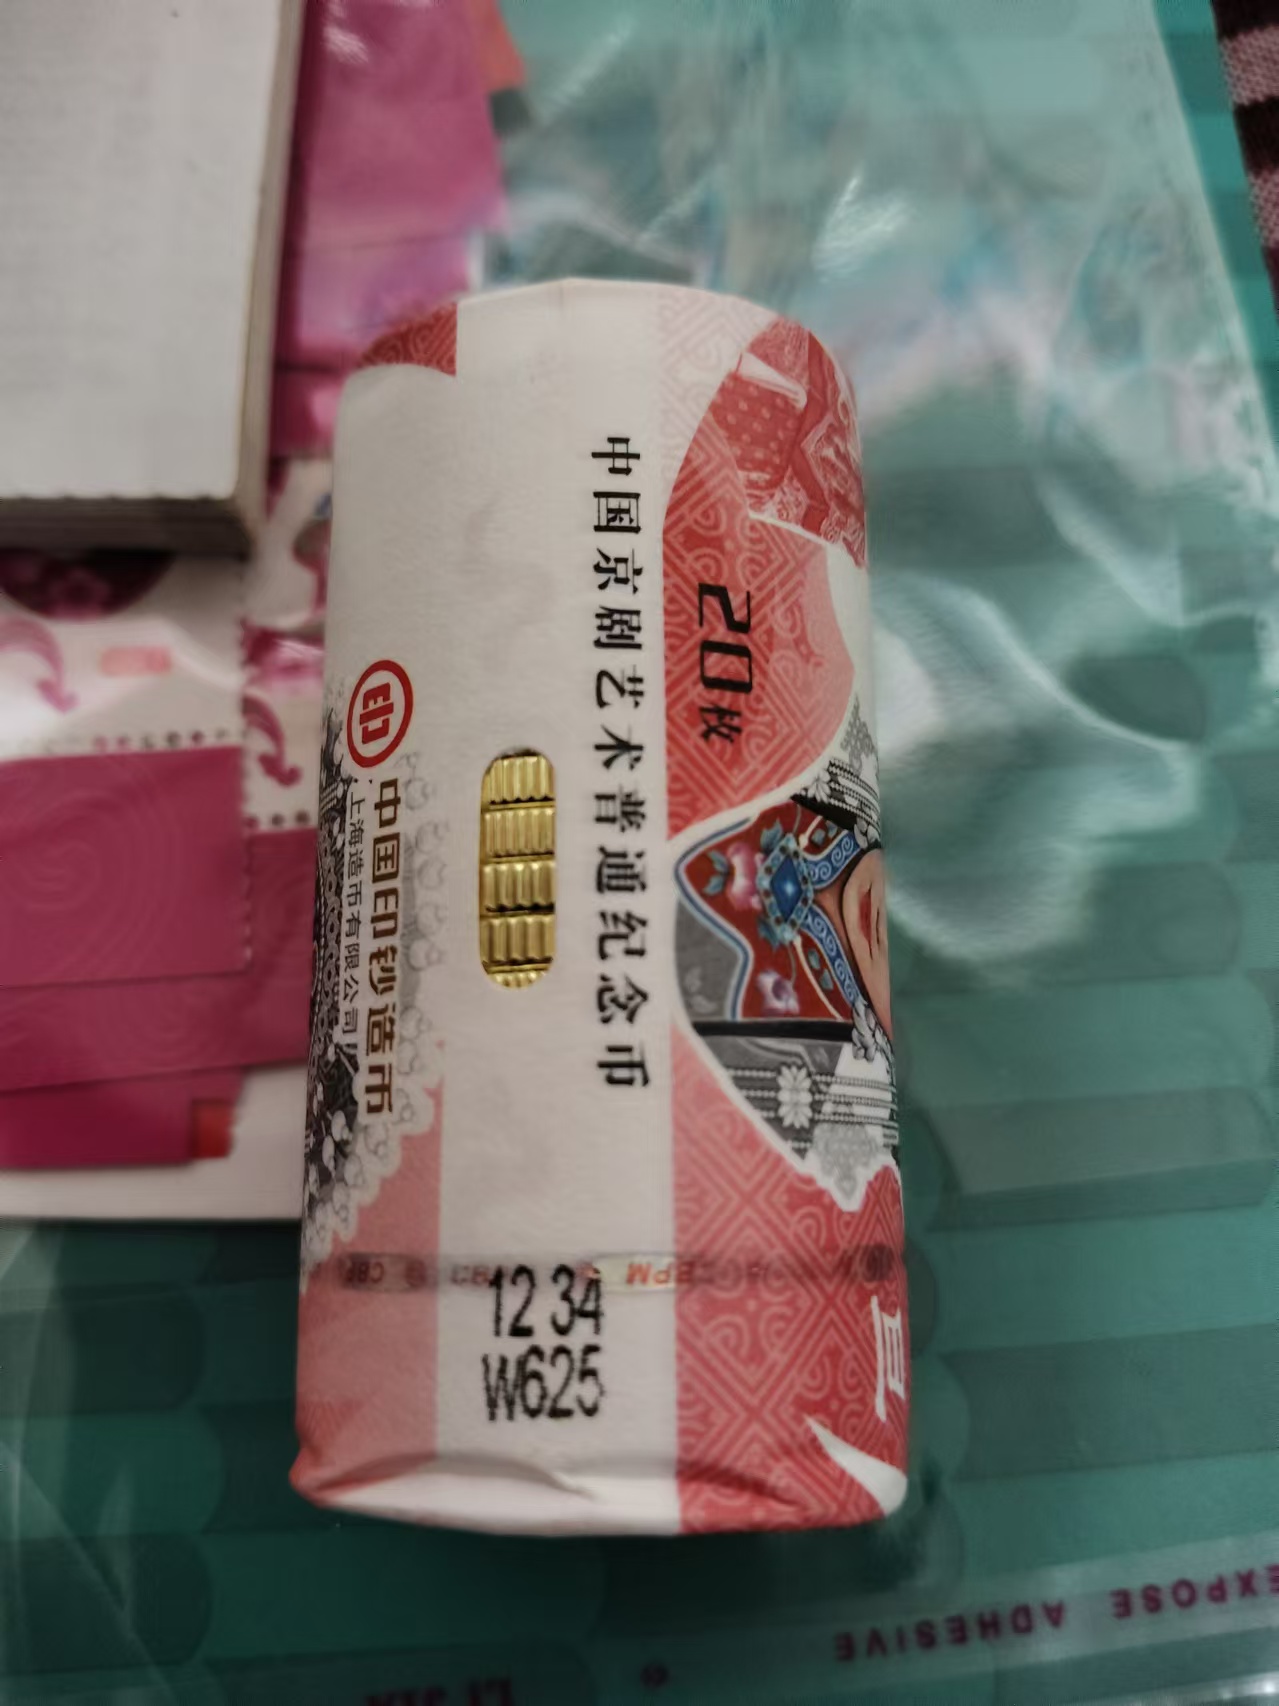 20枚
中国京剧艺术普通纪念币
中国印钞造币
上海造币有限公司
12 34
W625
旦
EXPOSE ADHESIVE